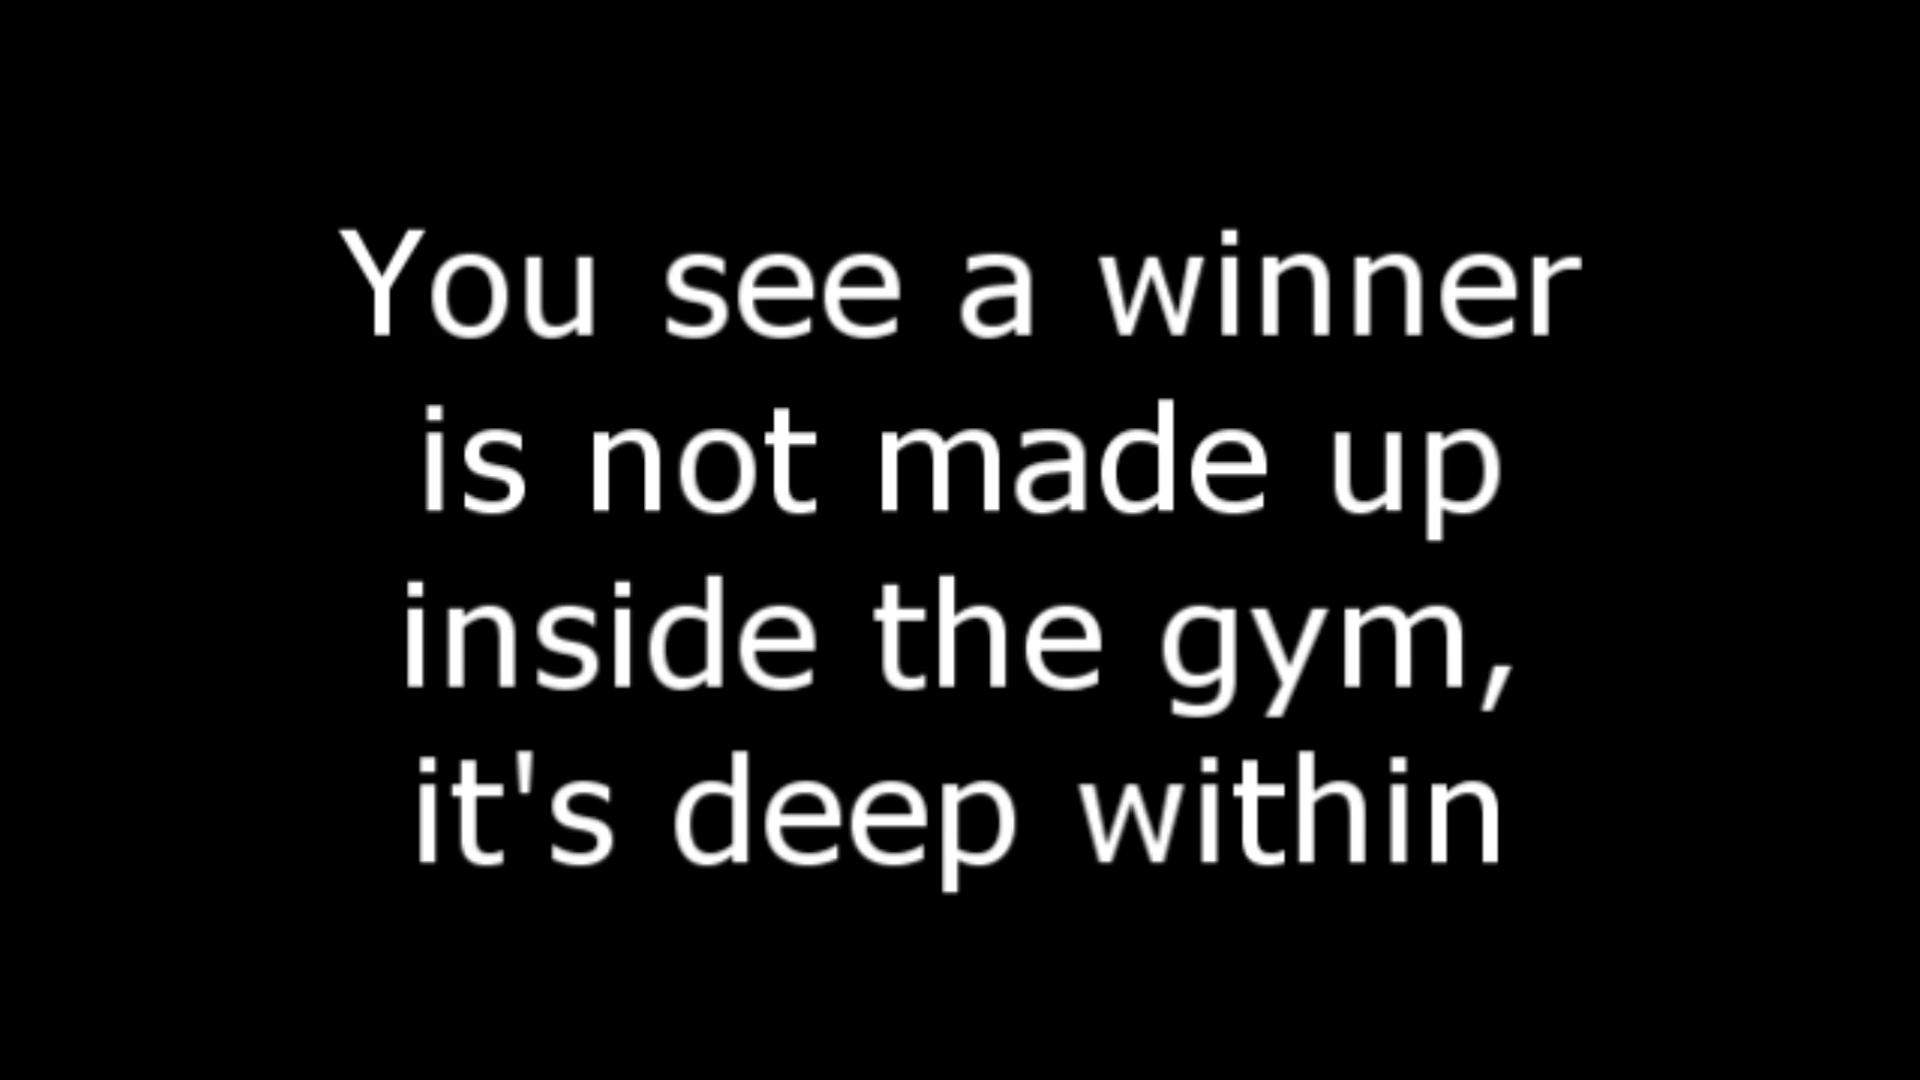 You see a winner
is not made up
inside the gym,
it's deep within